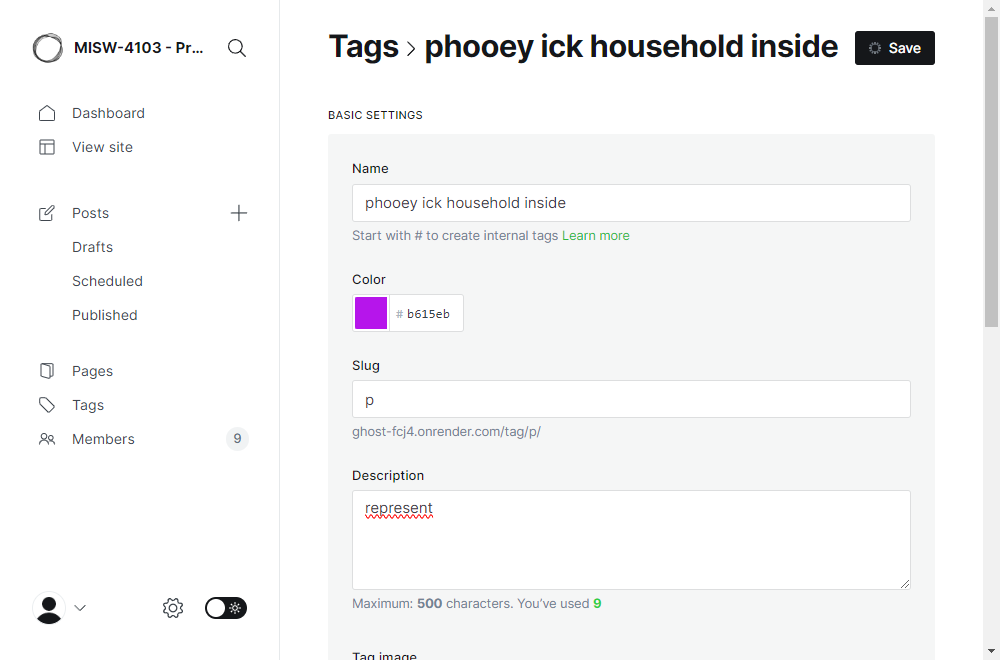 MISW-4103 - Pr...
Dashboard
View site
Posts
Drafts
Scheduled
Published
Pages
Tags
Members 9
Tags > phooey ick household inside
Save
BASIC SETTINGS
Name
phooey ick household inside
Start with # to create internal tags Learn more
Color
# b615eb
Slug
p
ghost-fcj4.onrender.com/tag/p/
Description
represent
Maximum: 500 characters. You've used 9
Tag image